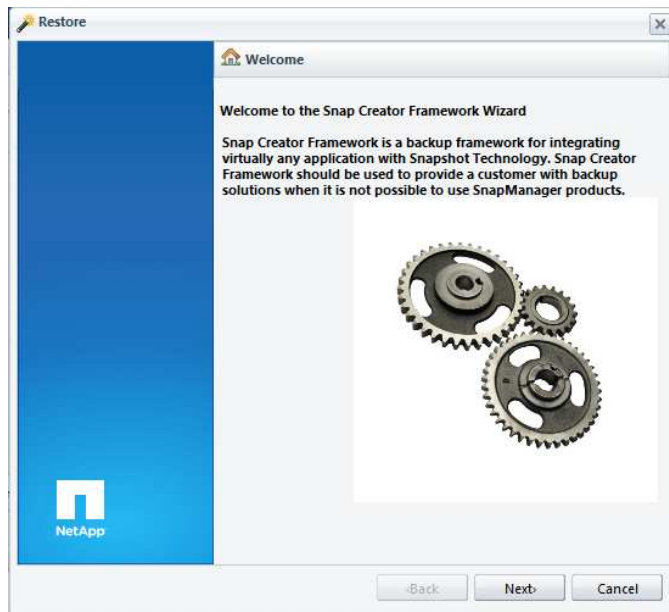 Restore
Welcome
Welcome to the Snap Creator Framework Wizard
Snap Creator Framework is a backup framework for integrating
virtually any application with Snapshot Technology. Snap Creator
Framework should be used to provide a customer with backup
solutions when it is not possible to use SnapManager products.
NetApp
‹Back
Next›
Cancel